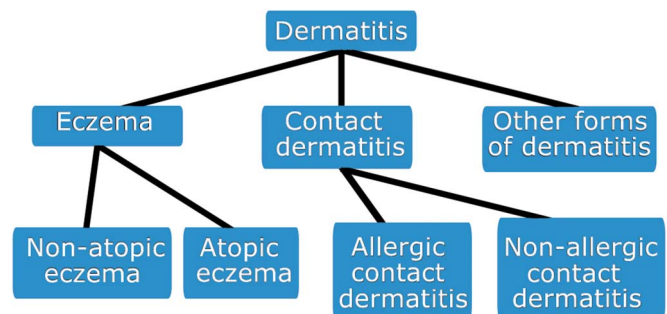 Dermatitis
Eczema
Contact
dermatitis
Other forms
of dermatitis
Non-atopic
eczema
Atopic
eczema
Allergic
contact
dermatitis
Non-allergic
contact
dermatitis